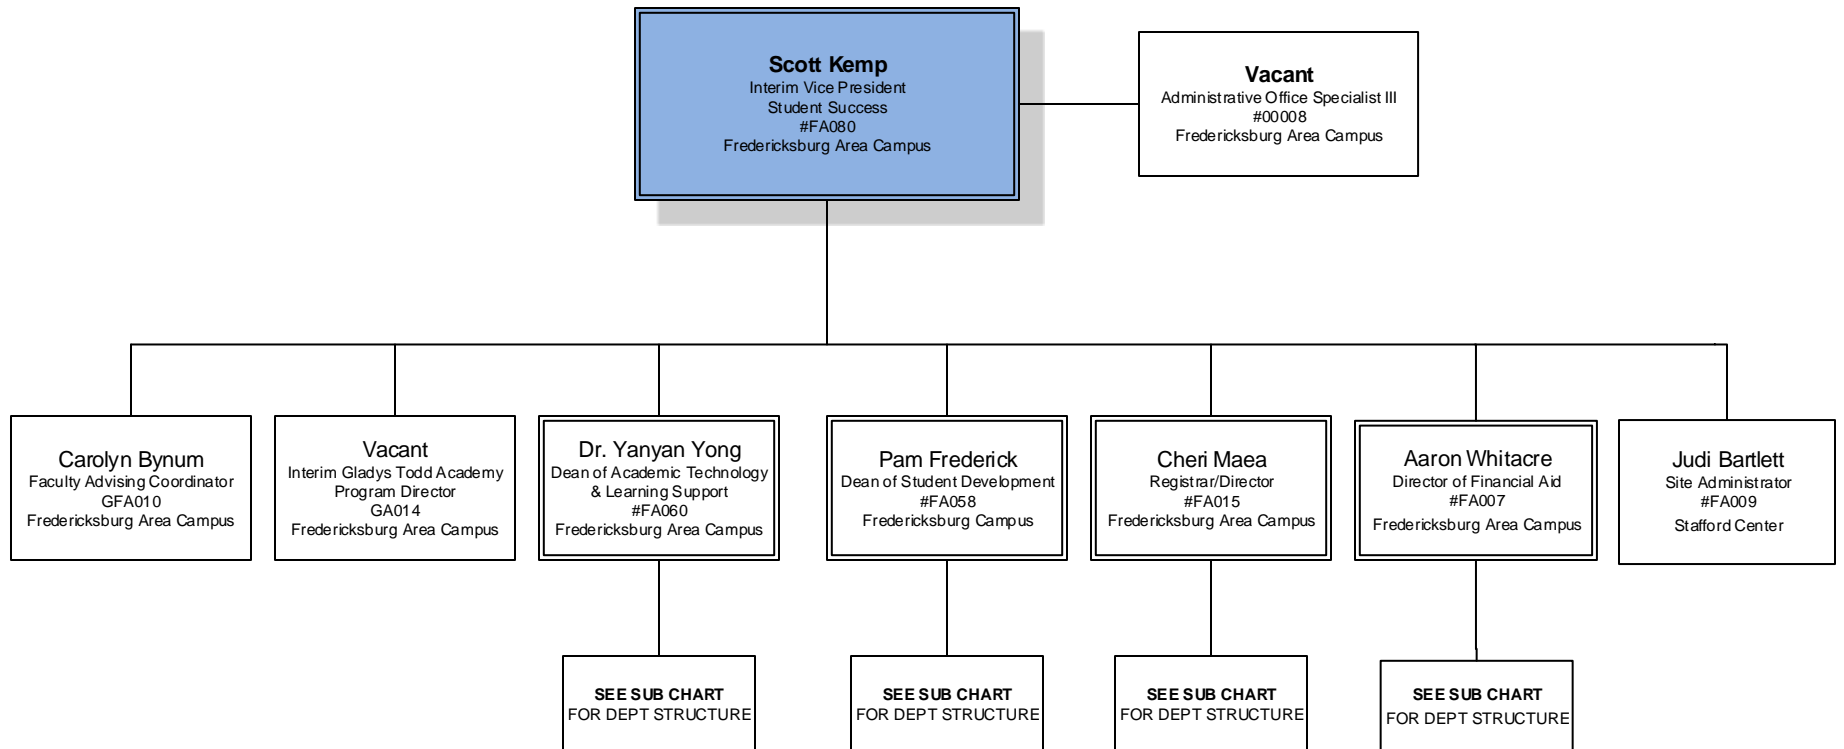 Scott Kemp
Interim Vice President
Student Success
#FA080
Fredericksburg Area Campus
Vacant
Administrative Office Specialist III
#00008
Fredericksburg Area Campus
Carolyn Bynum
Faculty Advising Coordinator
GFA010
Fredericksburg Area Campus
Vacant
Interim Gladys Todd Academy
Program Director
GA014
Fredericksburg Area Campus
Dr. Yanyan Yong
Dean of Academic Technology
& Learning Support
#FA060
Fredericksburg Area Campus
Pam Frederick
Dean of Student Development
#FA058
Fredericksburg Campus
Cheri Maea
Registrar/Director
#FA015
Fredericksburg Area Campus
Aaron Whitacre
Director of Financial Aid
#FA007
Fredericksburg Area Campus
Judi Bartlett
Site Administrator
#FA009
Stafford Center
SEE SUB CHART
FOR DEPT STRUCTURE
SEE SUB CHART
FOR DEPT STRUCTURE
SEE SUB CHART
FOR DEPT STRUCTURE
SEE SUB CHART
FOR DEPT STRUCTURE